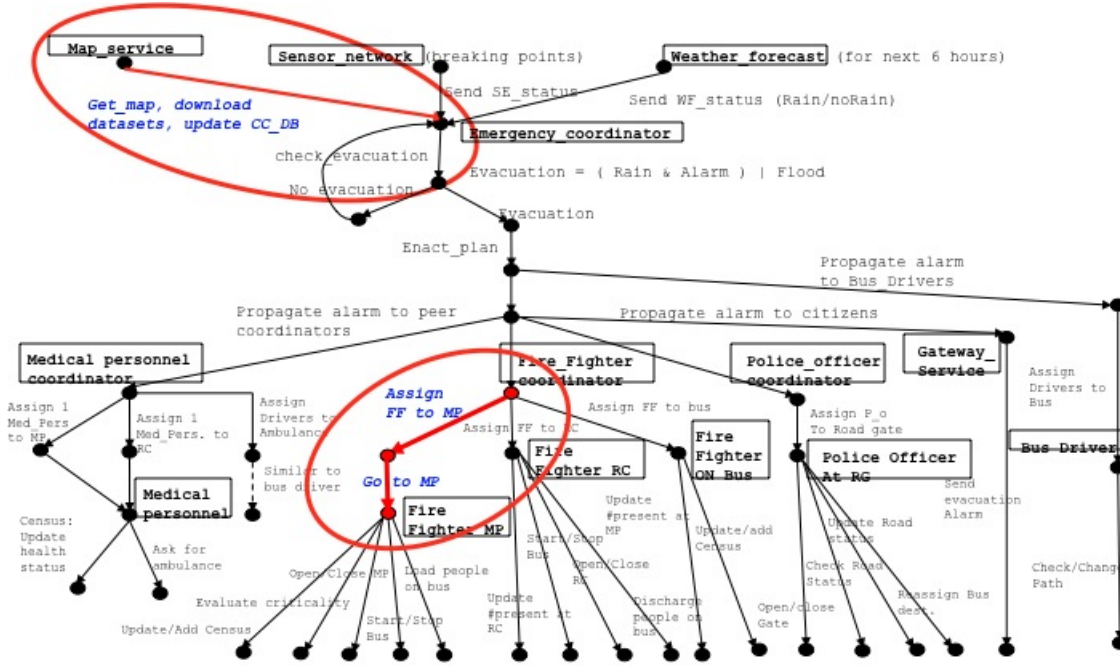 Map_service
Sensor_network (breaking points)
Weather_forecast (for next 6 hours)
Get_map, download
datasets, update CC_DB
Send SE_status
Send WF_status (Rain/noRain)
Emergency_coordinator
check_evacuation
No evacuation
Evacuation = ( Rain & Alarm ) | Flood
Evacuation
Enact_plan
Propagate alarm
to Bus_Drivers
Propagate alarm to peer
coordinators
Propagate alarm to citizens
Medical personnel
coordinator
Fire_Fighter
coordinator
Police_officer
coordinator
Gateway_
Service
Assign 1
Med_Pers
to MP
Assign 1
Med_Pers. to
RC
Assign
Drivers to
Ambulance
Assign
FF to MP
Assign FF to RC
Assign FF to bus
Assign P_o
To Road gate
Assign
Drivers to
Bus
Similar to
bus driver
Go to MP
Fire
Fighter RC
Fire
Fighter
ON Bus
Police Officer
At RG
Bus Driver
Medical
personnel
Fire
Fighter MP
Send
evacuation
Alarm
Census:
Update
health
status
Ask for
ambulance
Open/Close MP
Load people
on bus
Evaluate criticality
Update/Add Census
Start/Stop
Bus
Update
#present at
RC
Start/Stop
Bus
Open/Close
RC
Discharge
people on
bus
Update
#present at
MP
Update/add
Census
Open/close
Gate
Check Road
Status
Update Road
status
Reassign Bus
dest.
Check/Change
Path